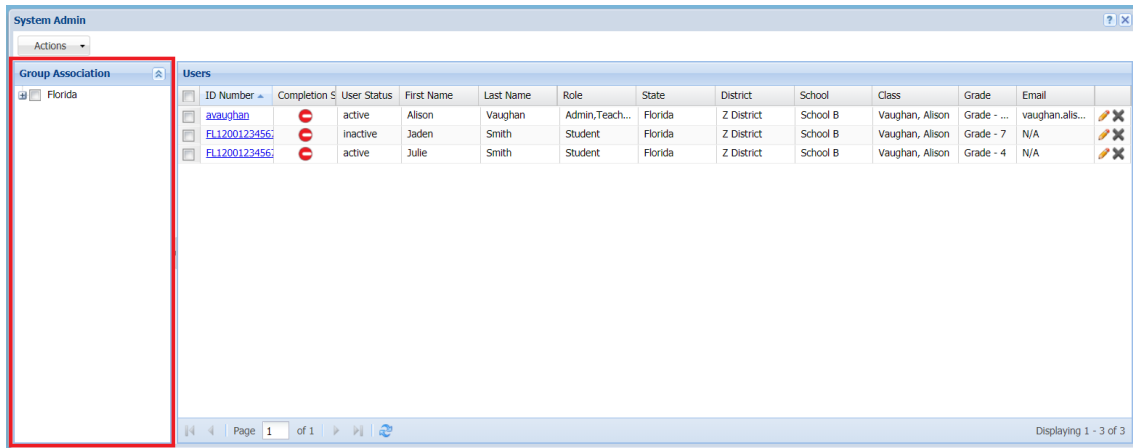 System Admin
Actions
Group Association
Florida
Users
ID Number Completion S User Status First Name Last Name Role State District School Class Grade Email
avaughan active Alison Vaughan Admin,Teach... Florida Z District School B Vaughan, Alison Grade - ... vaughan.alis...
FL12001234567 inactive Jaden Smith Student Florida Z District School B Vaughan, Alison Grade - 7 N/A
FL12001234567 active Julie Smith Student Florida Z District School B Vaughan, Alison Grade - 4 N/A
Page 1 of 1
Displaying 1 - 3 of 3